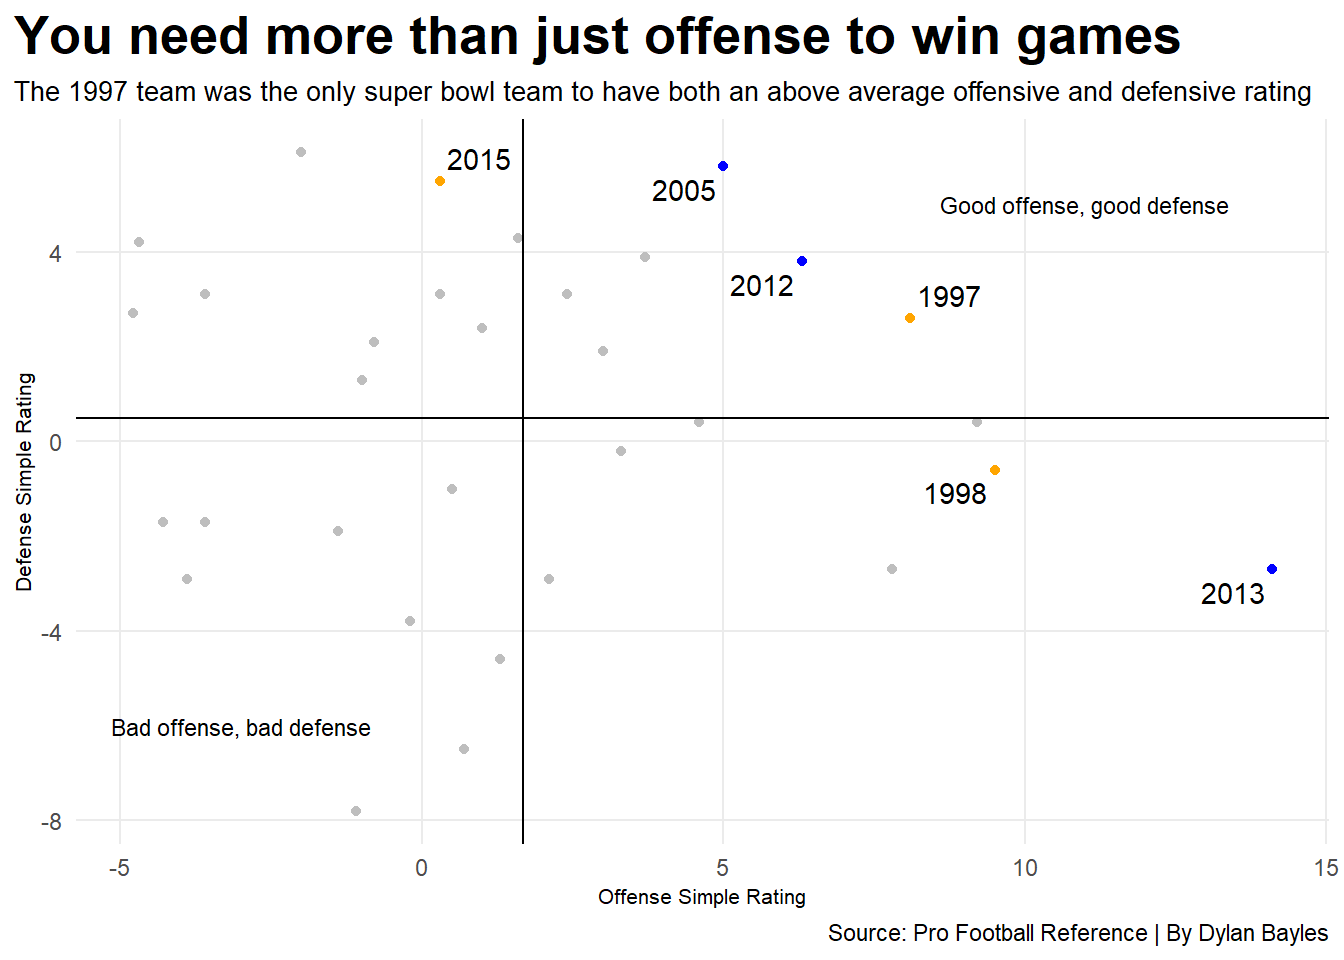 You need more than just offense to win games
The 1997 team was the only super bowl team to have both an above average offensive and defensive rating
2015
2005
Good offense, good defense
4
2012
1997
Defense Simple Rating
0
1998
2013
-4
Bad offense, bad defense
-8
-5 0 5 10 15
Offense Simple Rating
Source: Pro Football Reference | By Dylan Bayles